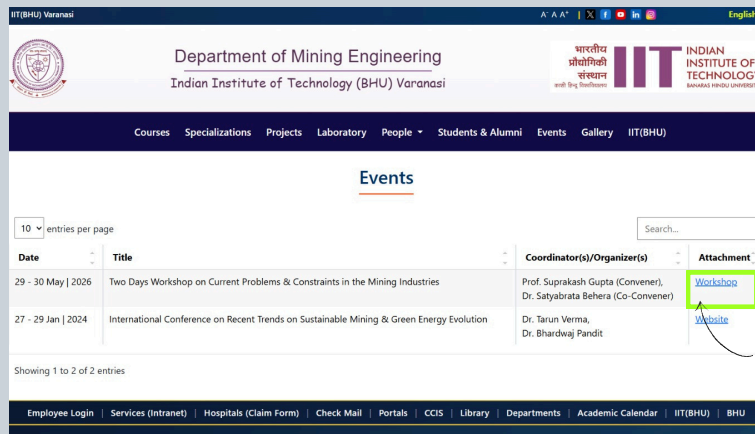 IIT(BHU) Varanasi
A- A A+ | X f in
English
Department of Mining Engineering
Indian Institute of Technology (BHU) Varanasi
भारतीय
प्रौद्योगिकी
संस्थान
काशी हिन्दू विश्वविद्यालय
INDIAN
INSTITUTE OF
TECHNOLOG
BANARAS HINDU UNIVERSI
Courses Specializations Projects Laboratory People Students & Alumni Events Gallery IIT(BHU)
Events
10 entries per page
Search...
Date Title Coordinator(s)/Organizer(s) Attachment
29 - 30 May | 2026 Two Days Workshop on Current Problems & Constraints in the Mining Industries Prof. Suprakash Gupta (Convener), Workshop
Dr. Satyabrata Behera (Co-Convener)
27 - 29 Jan | 2024 International Conference on Recent Trends on Sustainable Mining & Green Energy Evolution Dr. Tarun Verma, Website
Dr. Bhardwaj Pandit
Showing 1 to 2 of 2 entries
Employee Login | Services (Intranet) | Hospitals (Claim Form) | Check Mail | Portals | CCIS | Library | Departments | Academic Calendar | IIT(BHU) | BHU